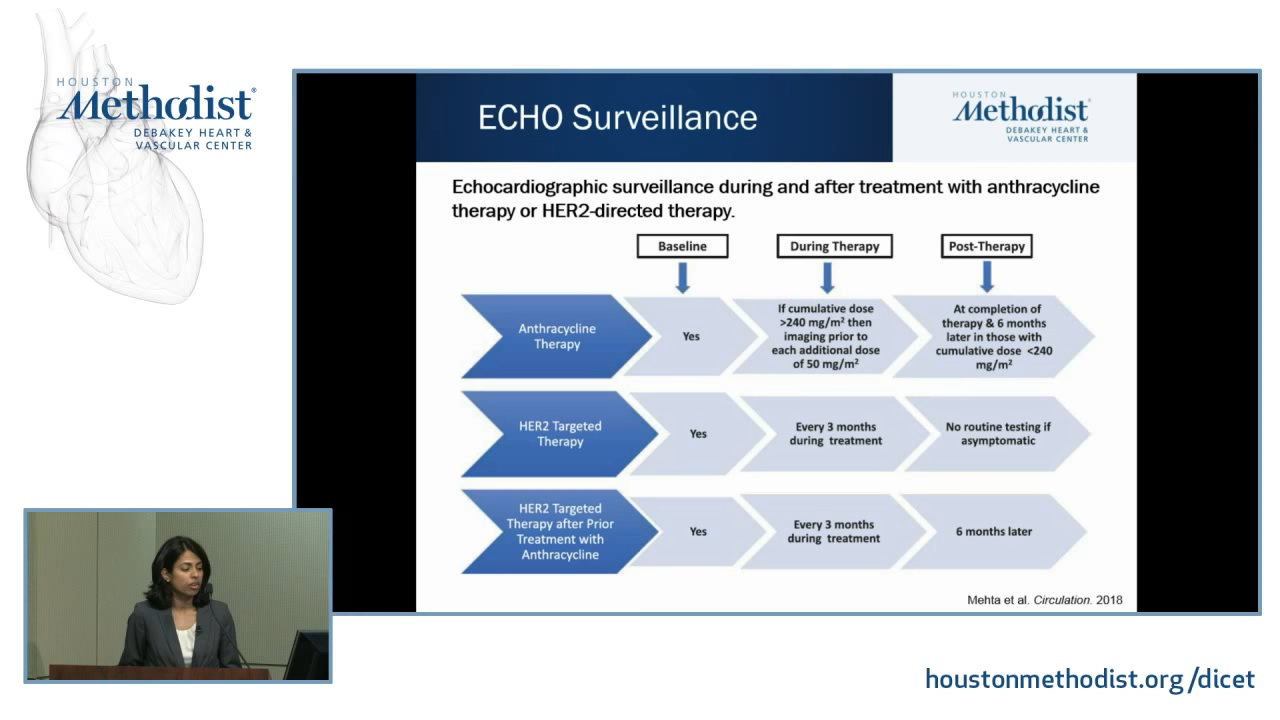 HOUSTON
Methodist®
DEBAKEY HEART &
VASCULAR CENTER
ECHO Surveillance
HOUSTON
Methodist®
DEBAKEY HEART &
VASCULAR CENTER
Echocardiographic surveillance during and after treatment with anthracycline
therapy or HER2-directed therapy.
Baseline
During Therapy
Post-Therapy
Anthracycline
Therapy
Yes
If cumulative dose
>240 mg/m² then
imaging prior to
each additional dose
of 50 mg/m²
At completion of
therapy & 6 months
later in those with
cumulative dose <240
mg/m²
HER2 Targeted
Therapy
Yes
Every 3 months
during treatment
No routine testing if
asymptomatic
HER2 Targeted
Therapy after Prior
Treatment with
Anthracycline
Yes
Every 3 months
during treatment
6 months later
Mehta et al. Circulation. 2018
houstonmethodist.org/dicet